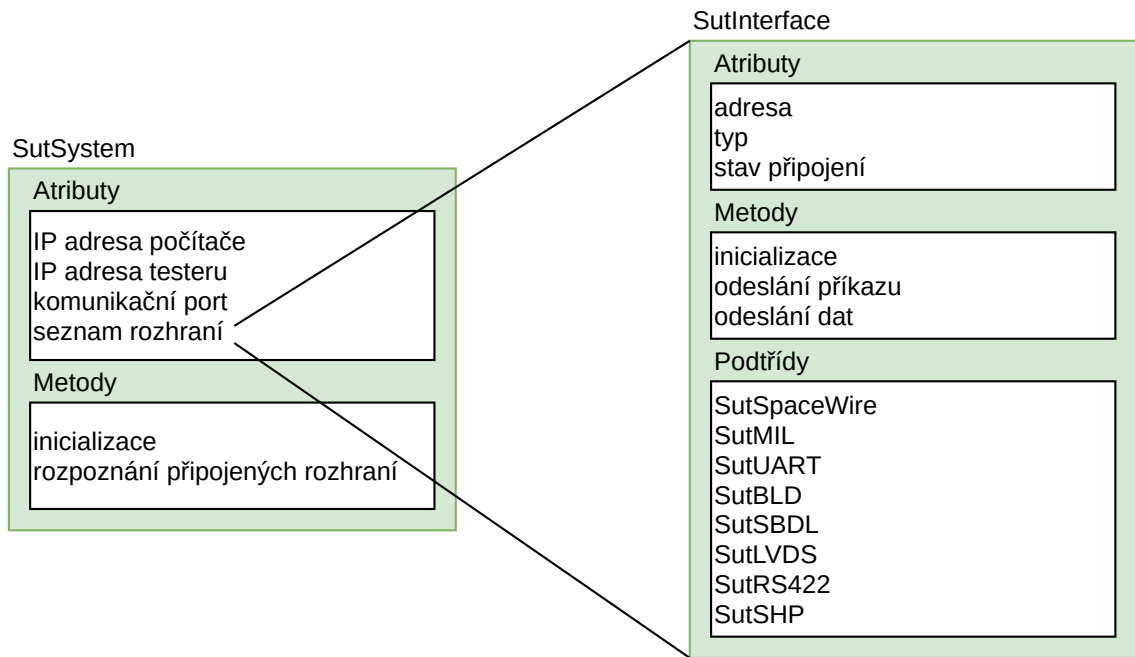 SutSystem
Atributy
IP adresa počítače
IP adresa testeru
komunikační port
seznam rozhraní
Metody
inicializace
rozpoznání připojených rozhraní
SutInterface
Atributy
adresa
typ
stav připojení
Metody
inicializace
odeslání příkazu
odeslání dat
Podtřídy
SutSpaceWire
SutMIL
SutUART
SutBLD
SutSBDL
SutLVDS
SutRS422
SutSHP